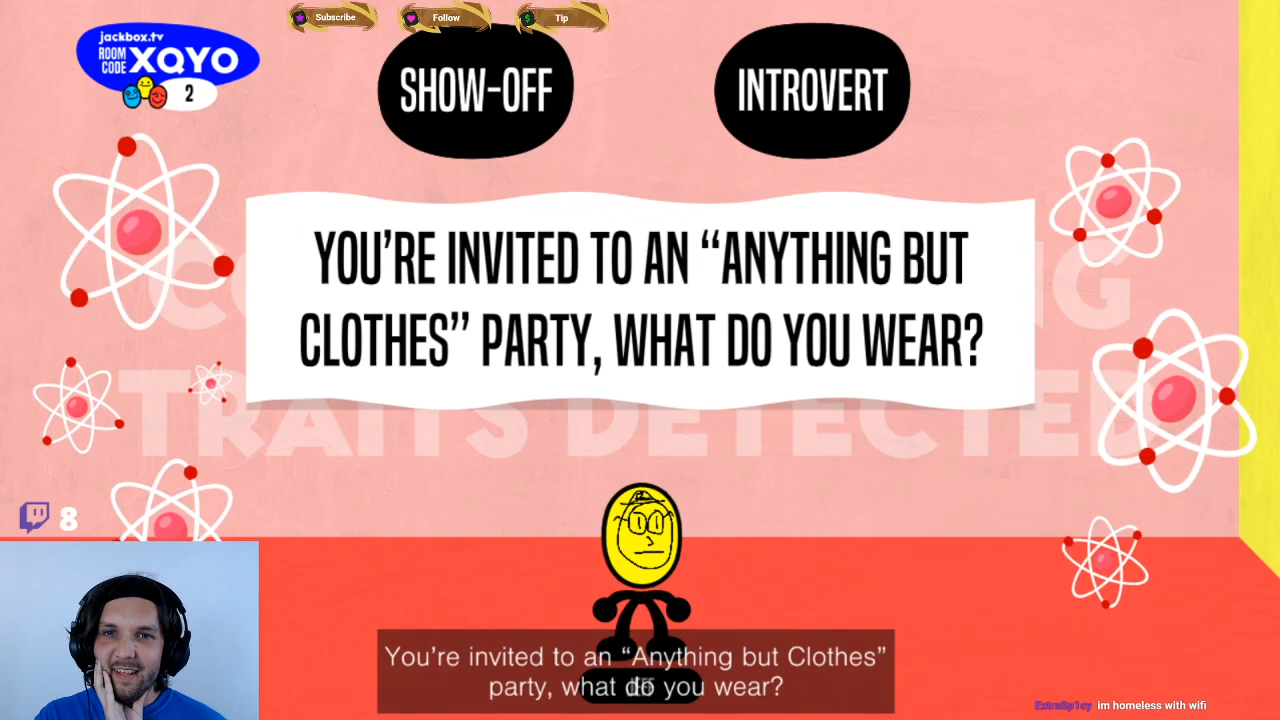 Subscribe
Follow
Tip
jackbox.tv
ROOM CODE XQYO
2
SHOW-OFF
INTROVERT
YOU'RE INVITED TO AN “ANYTHING BUT
CLOTHES” PARTY, WHAT DO YOU WEAR?
TRAITS DETECTED
8
You're invited to an “Anything but Clothes”
party, what do you wear?
ExtraSp1cy im homeless with wifi